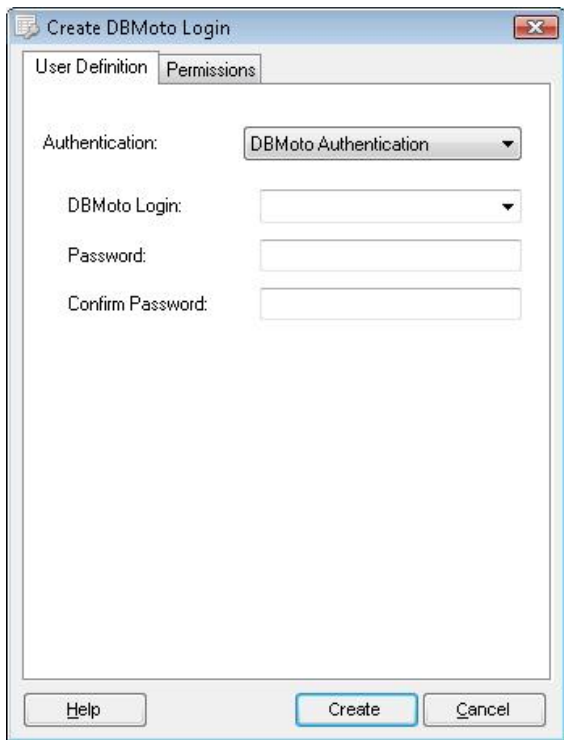 Create DBMoto Login
User Definition Permissions
Authentication: DBMoto Authentication
DBMoto Login:
Password:
Confirm Password:
Help Create Cancel